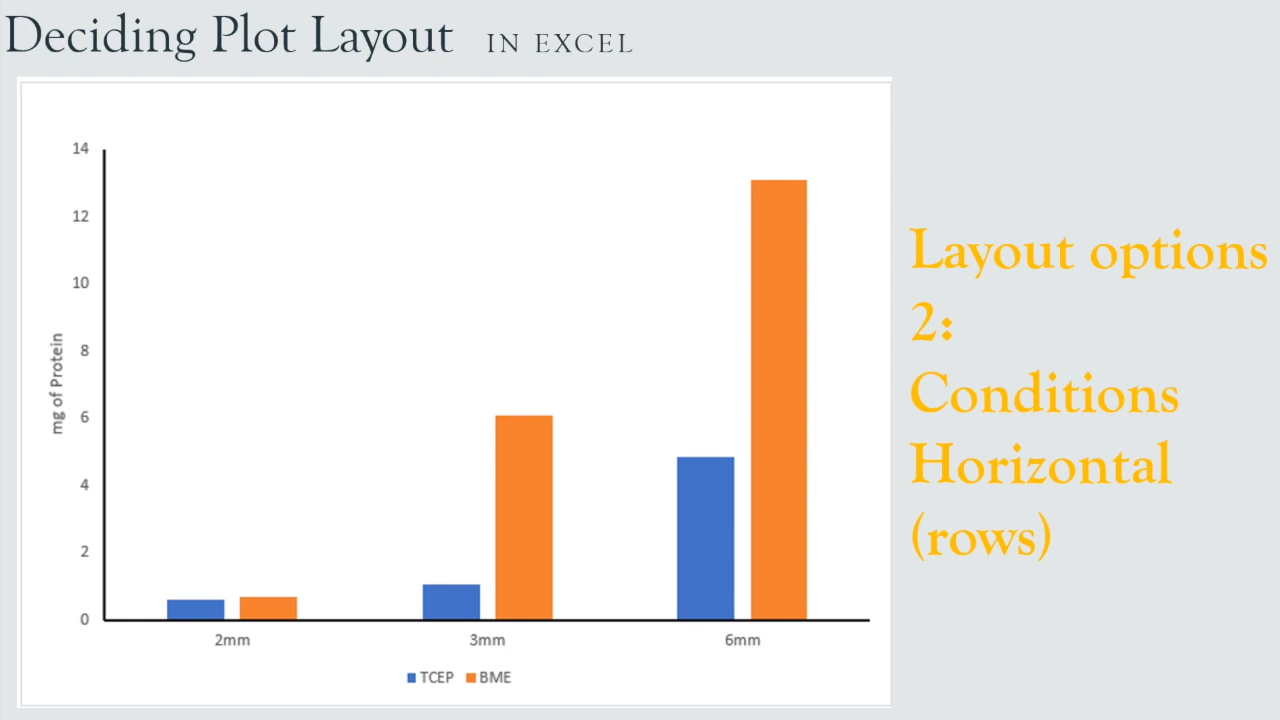 Deciding Plot Layout IN EXCEL
14
12
10
8
6
4
2
0
mg of Protein
2mm 3mm 6mm
TCEP BME
Layout options
2:
Conditions
Horizontal
(rows)